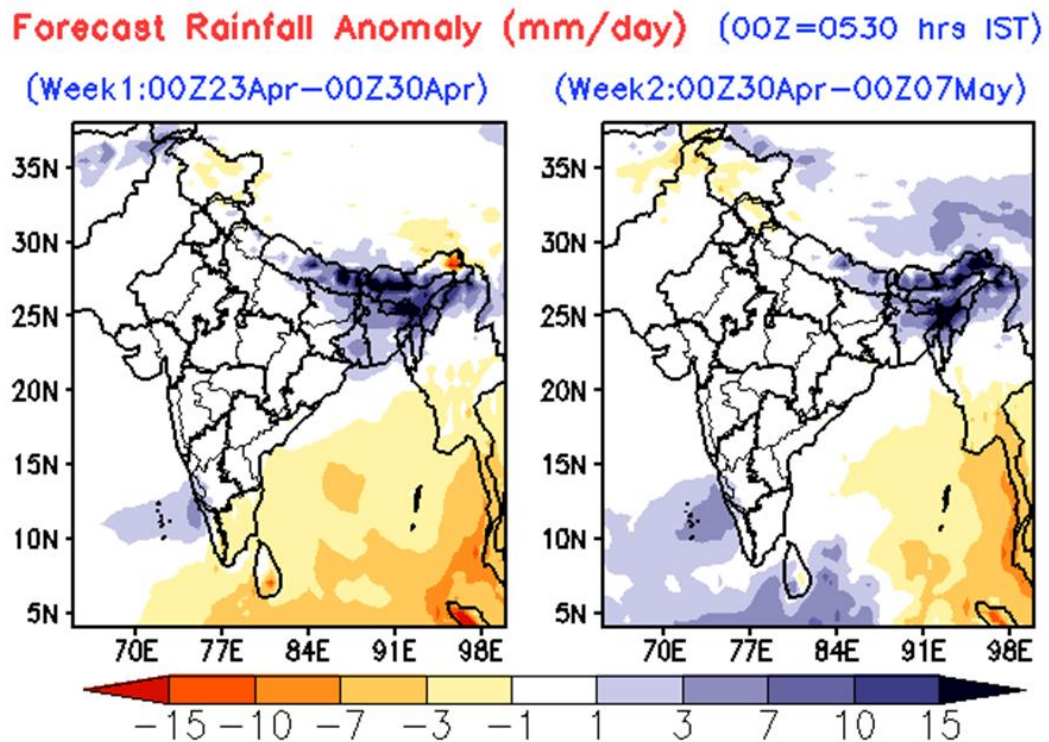 Forecast Rainfall Anomaly (mm/day) (00Z=0530 hrs IST)
(Week1:00Z23Apr-00Z30Apr) (Week2:00Z30Apr-00Z07May)
35N 35N
30N 30N
25N 25N
20N 20N
15N 15N
10N 10N
5N 5N
70E 77E 84E 91E 98E 70E 77E 84E 91E 98E
-15 -10 -7 -3 -1 1 3 7 10 15